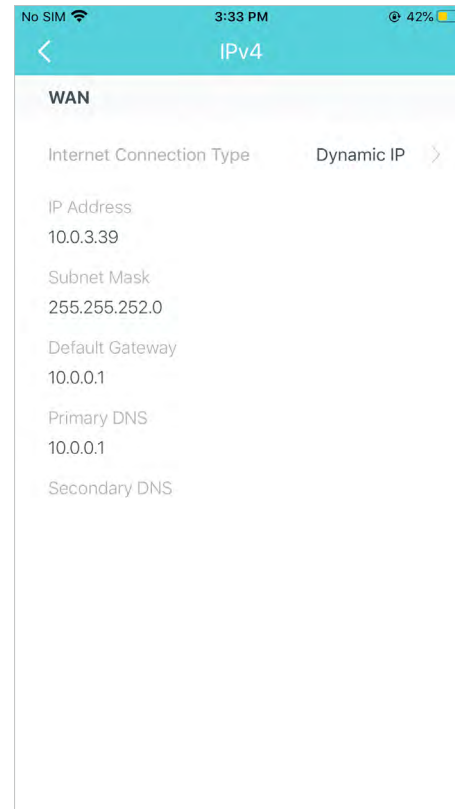 No SIM 3:33 PM 42%
IPv4
WAN
Internet Connection Type Dynamic IP
IP Address
10.0.3.39
Subnet Mask
255.255.252.0
Default Gateway
10.0.0.1
Primary DNS
10.0.0.1
Secondary DNS